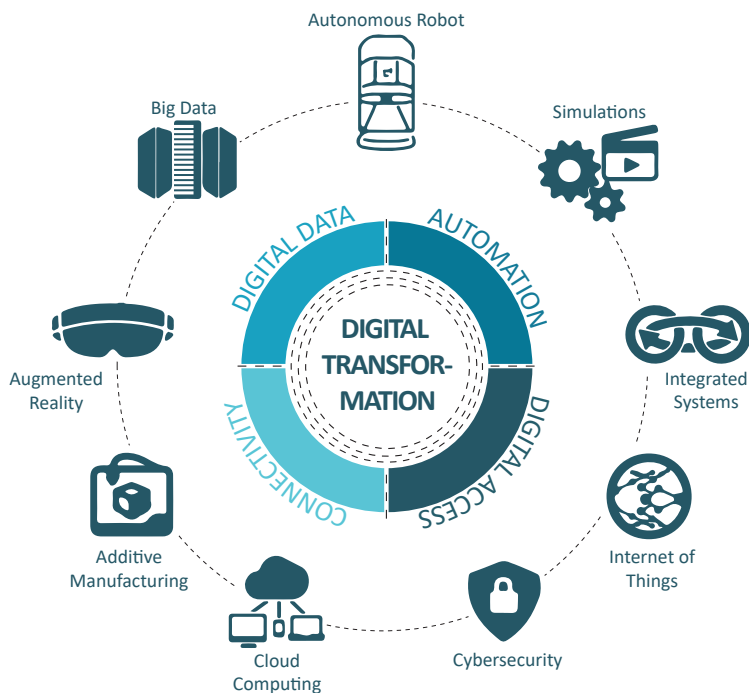 Autonomous Robot
Big Data
Simulations
DIGITAL DATA
AUTOMATION
DIGITAL
TRANSFOR-
MATION
Augmented
Reality
Integrated
Systems
CONNECTIVITY
DIGITAL ACCESS
Additive
Manufacturing
Internet of
Things
Cloud
Computing
Cybersecurity